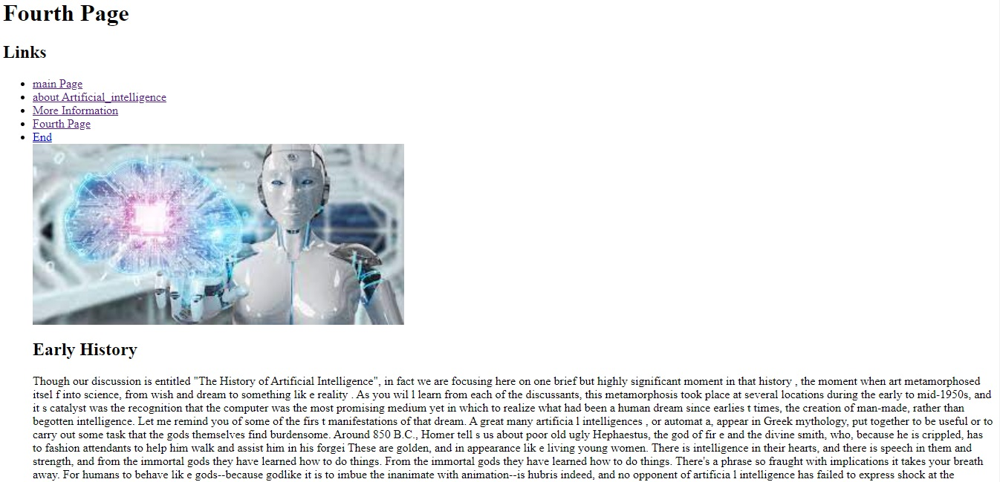 Fourth Page
Links
main Page
about Artificial_intelligence
More Information
Fourth Page
End
Early History
Though our discussion is entitled "The History of Artificial Intelligence", in fact we are focusing here on one brief but highly significant moment in that history , the moment when art metamorphosed
itsel f into science, from wish and dream to something lik e reality . As you wil l learn from each of the discussants, this metamorphosis took place at several locations during the early to mid-1950s, and
it s catalyst was the recognition that the computer was the most promising medium yet in which to realize what had been a human dream since earlies t times, the creation of man-made, rather than
begotten intelligence. Let me remind you of some of the firs t manifestations of that dream. A great many artificia l intelligences , or automat a, appear in Greek mythology, put together to be useful or to
carry out some task that the gods themselves find burdensome. Around 850 B.C., Homer tell s us about poor old ugly Hephaestus, the god of fir e and the divine smith, who, because he is crippled, has
to fashion attendants to help him walk and assist him in his forgei These are golden, and in appearance lik e living young women. There is intelligence in their hearts, and there is speech in them and
strength, and from the immortal gods they have learned how to do things. From the immortal gods they have learned how to do things. There's a phrase so fraught with implications it takes your breath
away. For humans to behave lik e gods--because godlike it is to imbue the inanimate with animation--is hubris indeed, and no opponent of artificia l intelligence has failed to express shock at the